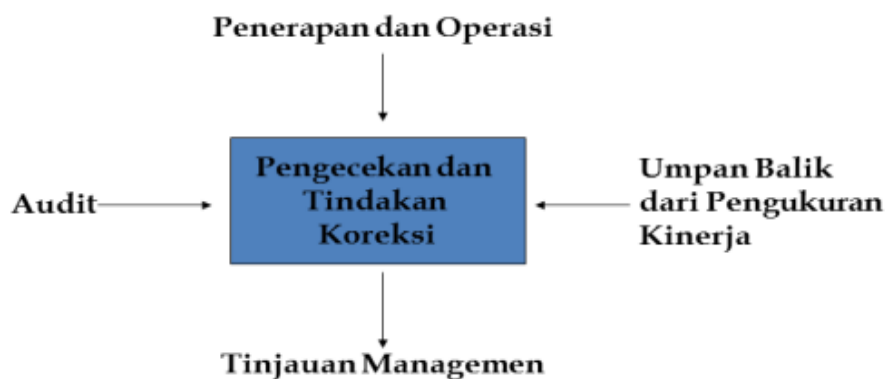 Penerapan dan Operasi
Pengecekan dan
Tindakan
Koreksi
Audit
Umpan Balik
dari Pengukuran
Kinerja
Tinjauan Managemen